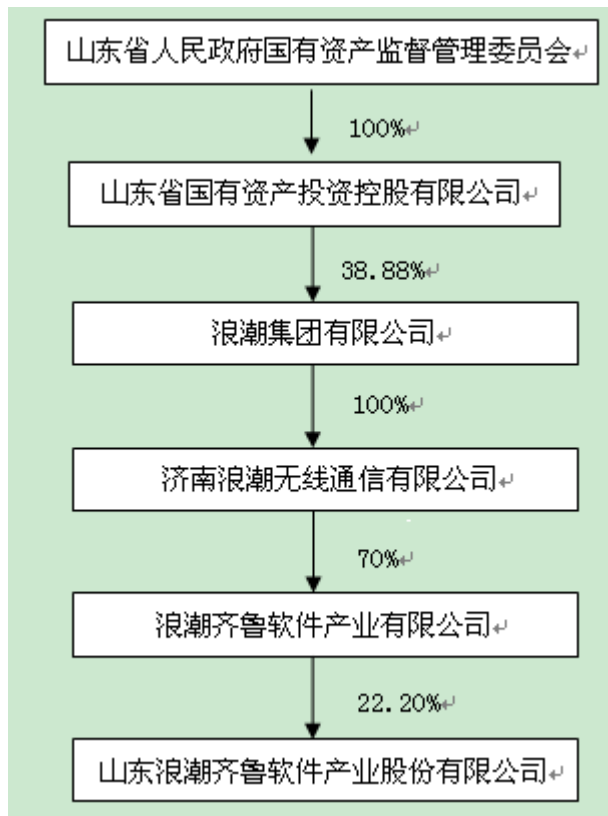 山东省人民政府国有资产监督管理委员会
100%
山东省国有资产投资控股有限公司
38.88%
浪潮集团有限公司
100%
济南浪潮无线通信有限公司
70%
浪潮齐鲁软件产业有限公司
22.20%
山东浪潮齐鲁软件产业股份有限公司